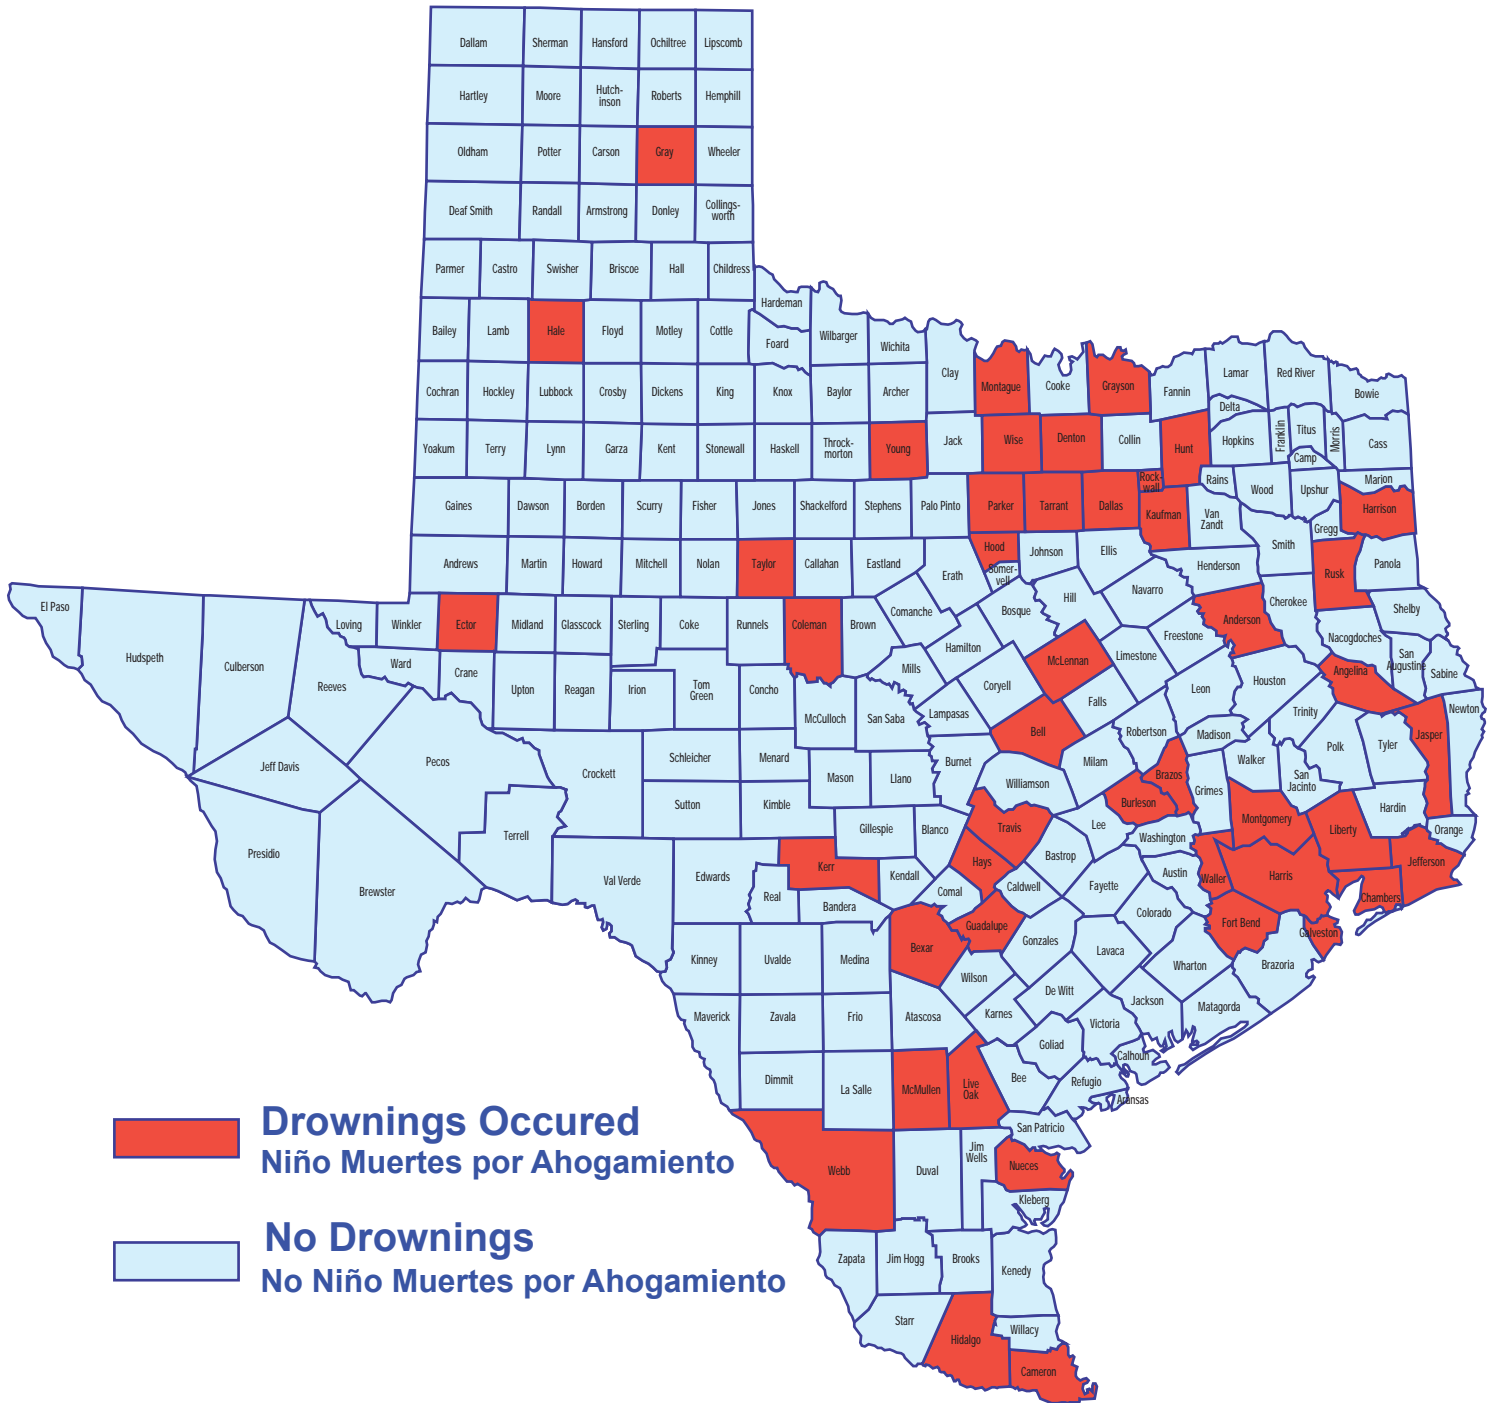 Dallam
Sherman
Hansford
Ochiltree
Lipscomb
Hartley
Moore
Hutch-
inson
Roberts
Hemphill
Oldham
Potter
Carson
Gray
Wheeler
Deaf Smith
Randall
Armstrong
Donley
Collings-
worth
Parmer
Castro
Swisher
Briscoe
Hall
Childress
Hardeman
Bailey
Lamb
Hale
Floyd
Motley
Cottle
Foard
Wilbarger
Wichita
Clay
Montague
Cooke
Grayson
Fannin
Lamar
Red River
Bowie
Cochran
Hockley
Lubbock
Crosby
Dickens
King
Knox
Baylor
Archer
Delta
Yoakum
Terry
Lynn
Garza
Kent
Stonewall
Haskell
Throck-
morton
Young
Jack
Wise
Denton
Collin
Hunt
Hopkins
Franklin
Titus
Camp
Morris
Cass
Gaines
Dawson
Borden
Scurry
Fisher
Jones
Shackelford
Stephens
Palo Pinto
Parker
Tarrant
Dallas
Rock-
wall
Kaufman
Rains
Van
Zandt
Wood
Upshur
Marion
Harrison
Gregg
Andrews
Martin
Howard
Mitchell
Nolan
Taylor
Callahan
Eastland
Erath
Hood
Somer-
vell
Johnson
Ellis
Henderson
Smith
Rusk
Panola
El Paso
Hudspeth
Culberson
Reeves
Loving
Winkler
Ector
Midland
Glasscock
Sterling
Coke
Runnels
Coleman
Brown
Comanche
Hamilton
Bosque
Hill
Navarro
Freestone
Anderson
Cherokee
Nacogdoches
Shelby
San
Augustine
Sabine
Ward
Crane
Upton
Reagan
Irion
Tom
Green
Concho
McCulloch
San Saba
Mills
Lampasas
Coryell
McLennan
Limestone
Falls
Leon
Houston
Angelina
Trinity
Newton
Jasper
Tyler
Polk
Jeff Davis
Pecos
Crockett
Schleicher
Menard
Mason
Llano
Burnet
Bell
Milam
Robertson
Madison
Walker
San
Jacinto
Hardin
Orange
Presidio
Brewster
Terrell
Val Verde
Sutton
Kimble
Gillespie
Blanco
Williamson
Travis
Burleson
Brazos
Grimes
Montgomery
Liberty
Jefferson
Edwards
Real
Kerr
Bandera
Kendall
Hays
Comal
Caldwell
Bastrop
Lee
Washington
Fayette
Austin
Waller
Harris
Chambers
Galveston
Fort Bend
Colorado
Kinney
Uvalde
Medina
Bexar
Guadalupe
Gonzales
Lavaca
Wharton
Brazoria
Wilson
De Witt
Jackson
Matagorda
Maverick
Zavala
Frio
Atascosa
Karnes
Victoria
Goliad
Calhoun
Dimmit
La Salle
McMullen
Live
Oak
Bee
Refugio
Aransas
San Patricio
Webb
Duval
Jim
Wells
Nueces
Kleberg
Zapata
Jim Hogg
Brooks
Kenedy
Starr
Hidalgo
Willacy
Cameron
Drownings Occured
Niño Muertes por Ahogamiento
No Drownings
No Niño Muertes por Ahogamiento